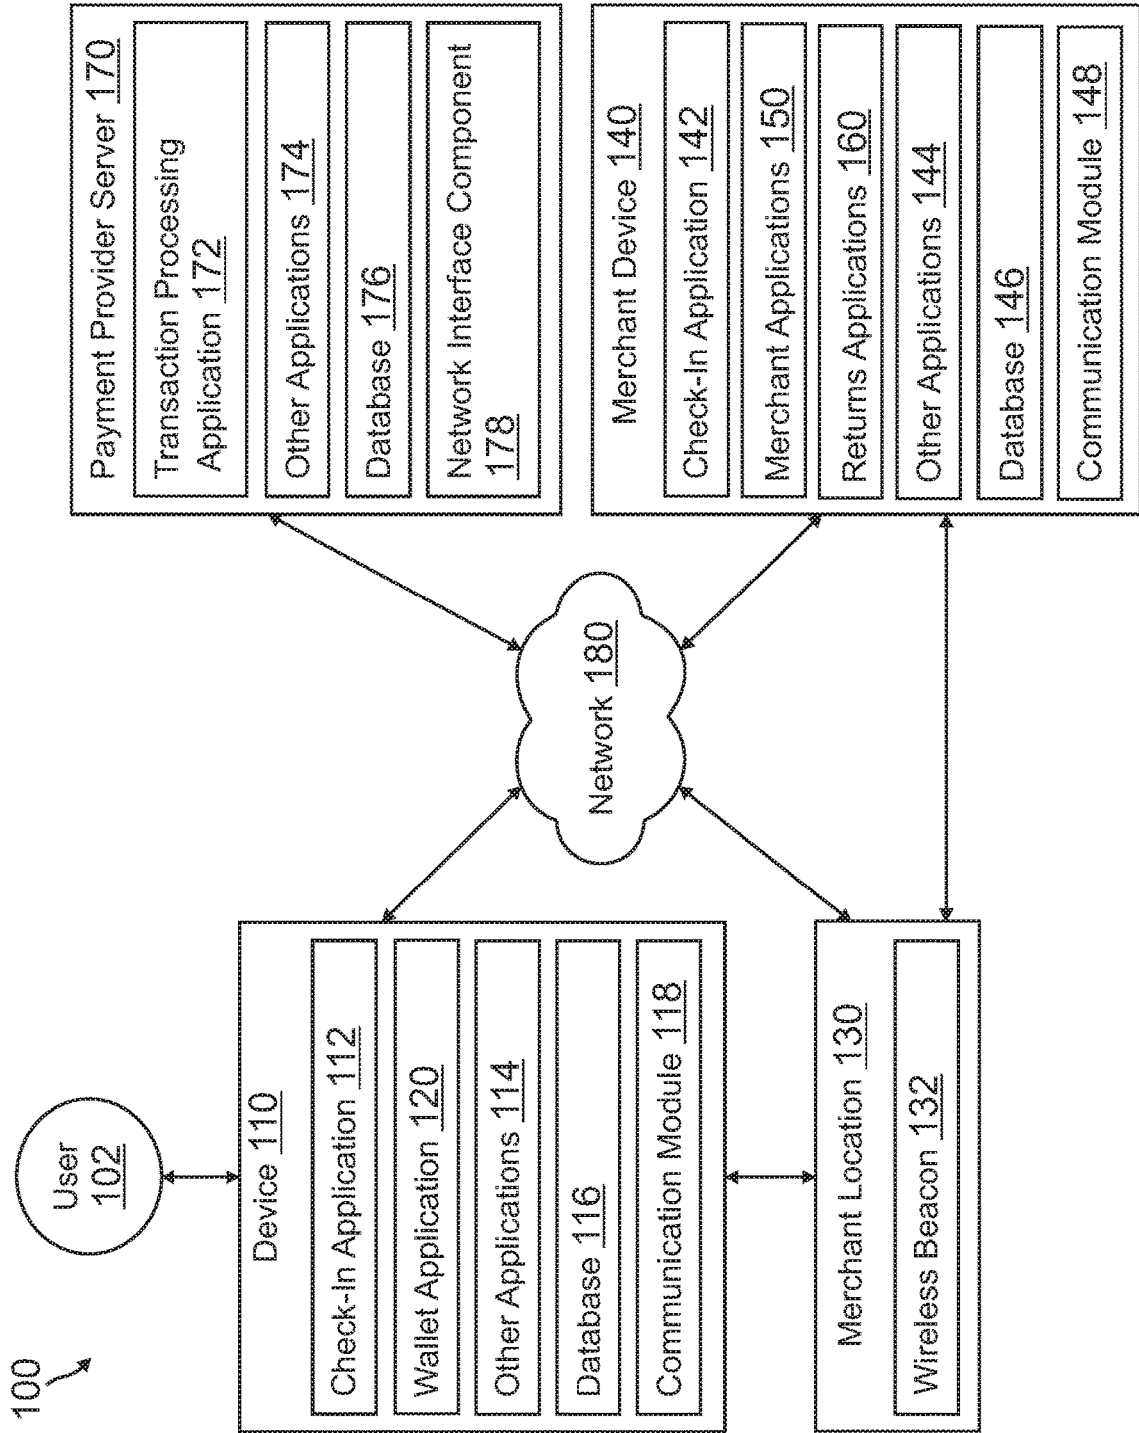 100
User
102
Device 110
Check-In Application 112
Wallet Application 120
Other Applications 114
Database 116
Communication Module 118
Merchant Location 130
Wireless Beacon 132
Network 180
Payment Provider Server 170
Transaction Processing
Application 172
Other Applications 174
Database 176
Network Interface Component
178
Merchant Device 140
Check-In Application 142
Merchant Applications 150
Returns Applications 160
Other Applications 144
Database 146
Communication Module 148